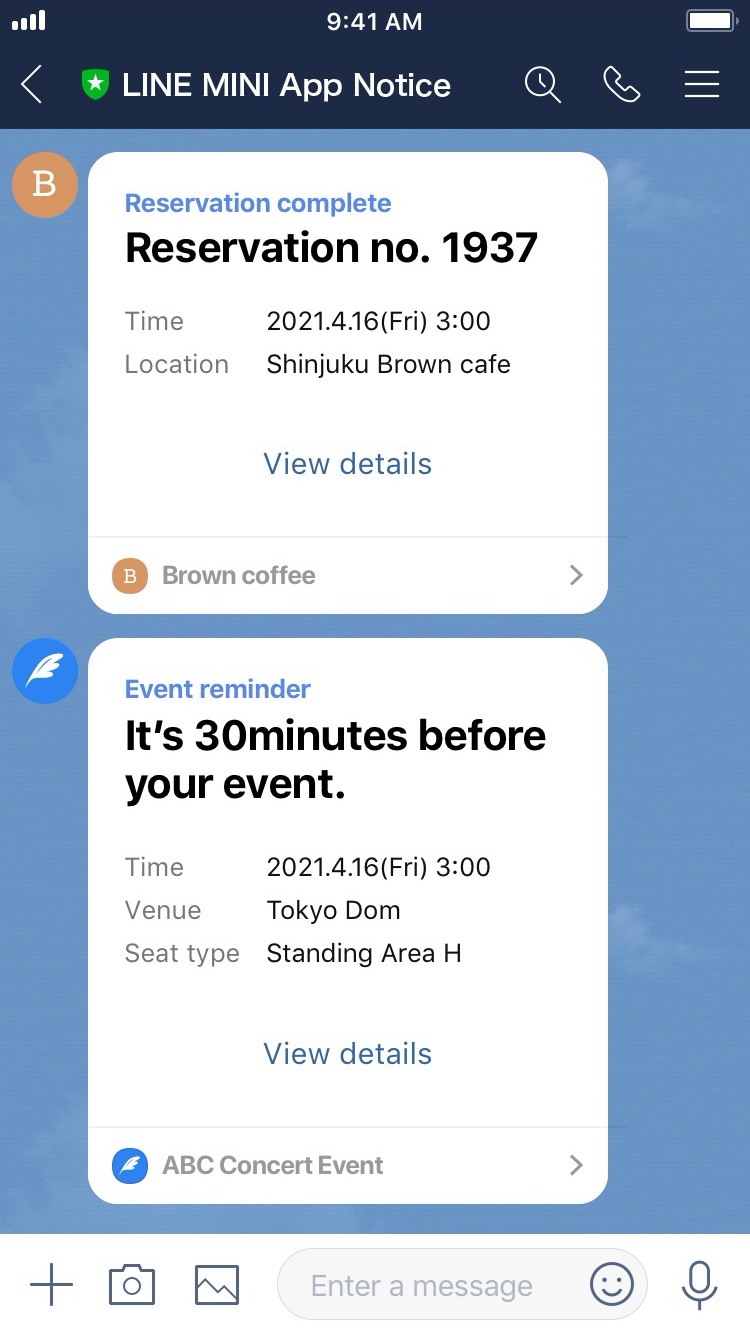 9:41 AM
LINE MINI App Notice
B
Reservation complete
Reservation no. 1937
Time 2021.4.16(Fri) 3:00
Location Shinjuku Brown cafe
View details
B Brown coffee
Event reminder
It's 30minutes before
your event.
Time 2021.4.16(Fri) 3:00
Venue Tokyo Dom
Seat type Standing Area H
View details
ABC Concert Event
Enter a message